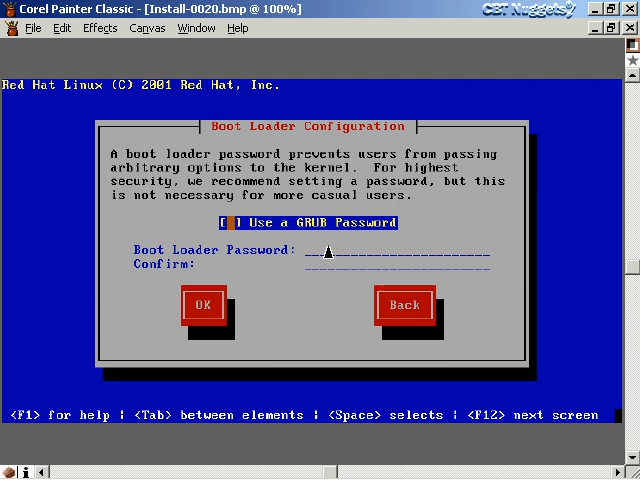 Corel Painter Classic - [Install-0020.bmp @ 100%]
CBT Nuggets
File Edit Effects Canvas Window Help
Red Hat Linux (C) 2001 Red Hat, Inc.
Boot Loader Configuration
A boot loader password prevents users from passing
arbitrary options to the kernel. For highest
security, we recommend setting a password, but this
is not necessary for more casual users.
[ ] Use a GRUB Password
Boot Loader Password: ________________________
Confirm: ________________________
OK Back
<F1> for help | <Tab> between elements | <Space> selects | <F12> next screen